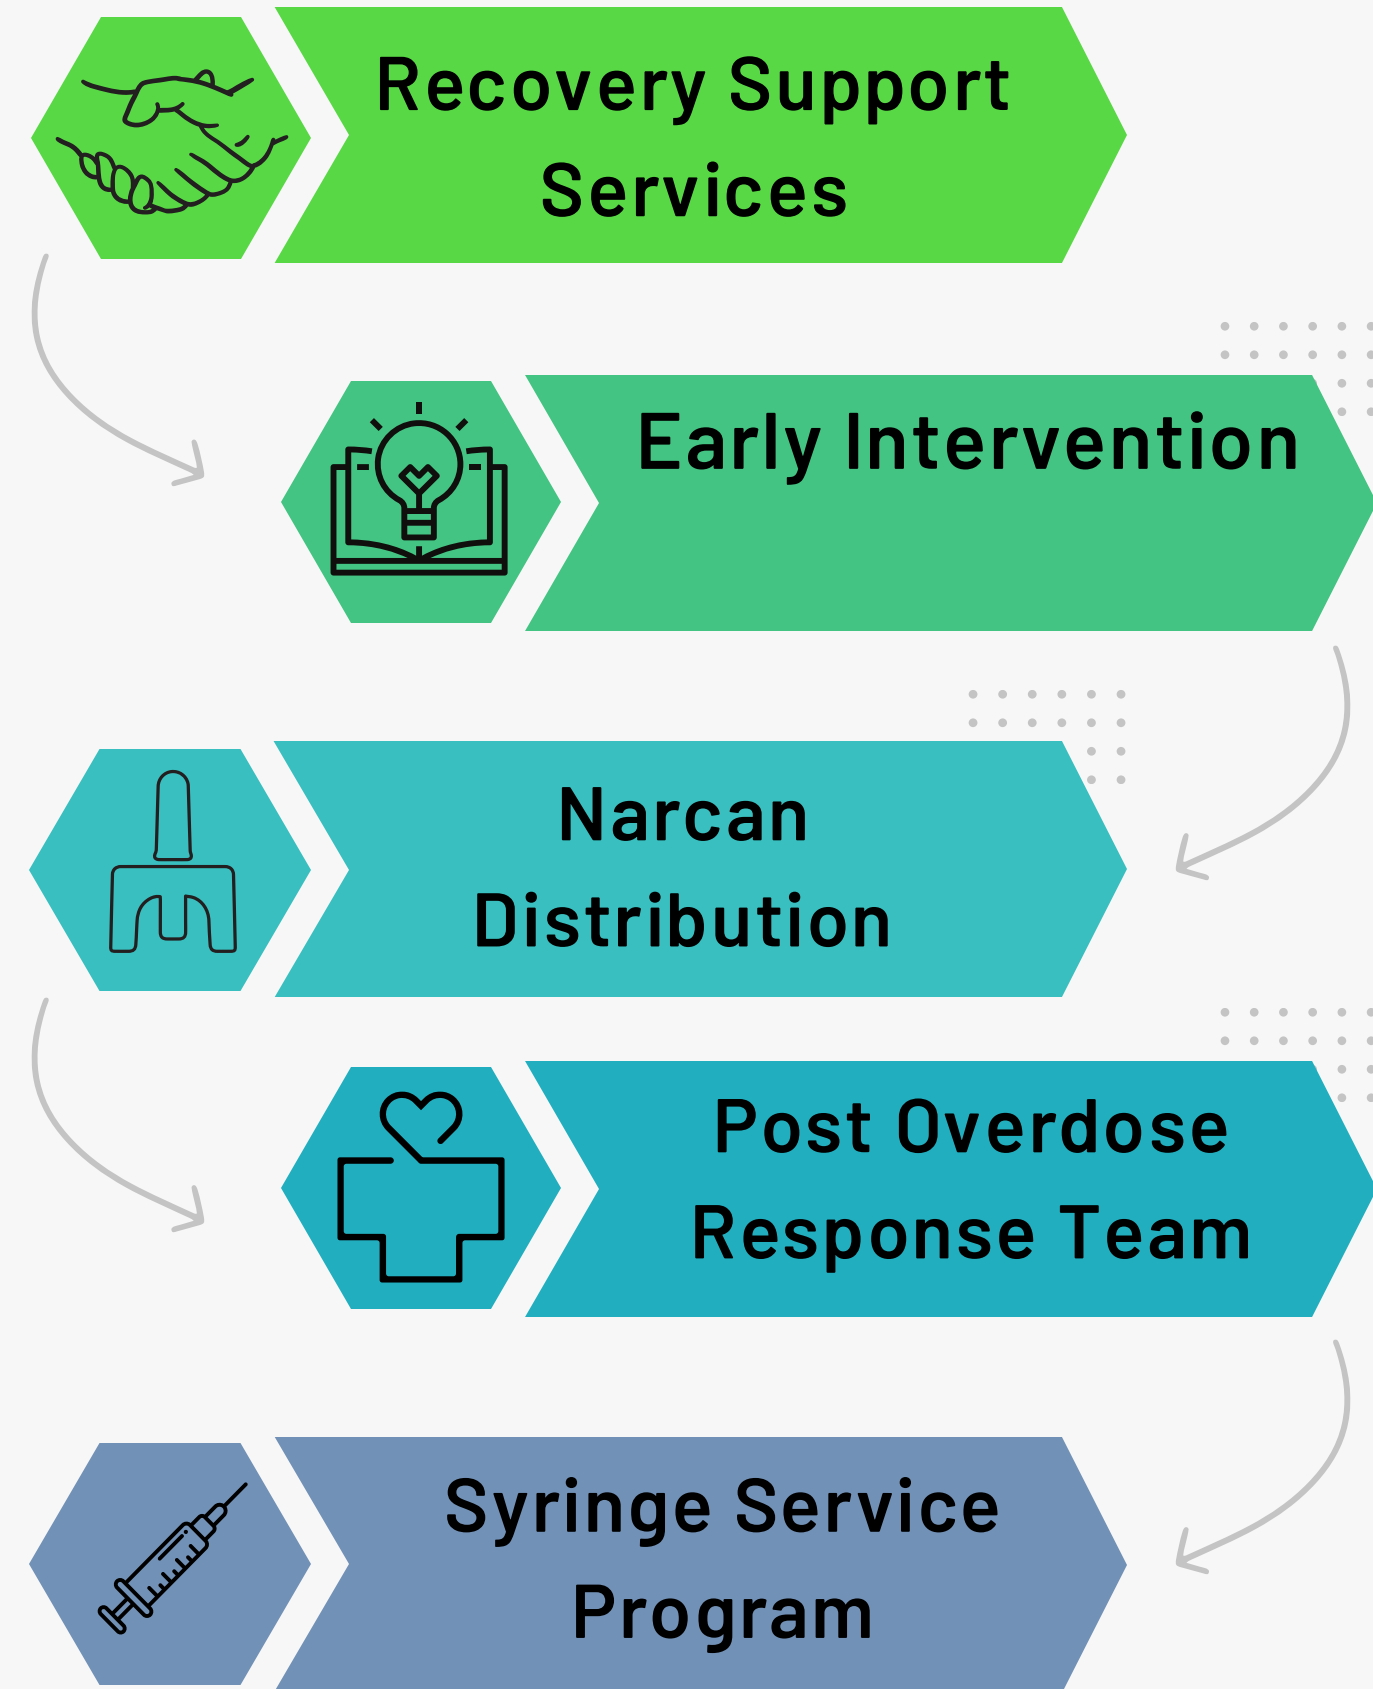 Recovery Support
Services
Early Intervention
Narcan
Distribution
Post Overdose
Response Team
Syringe Service
Program